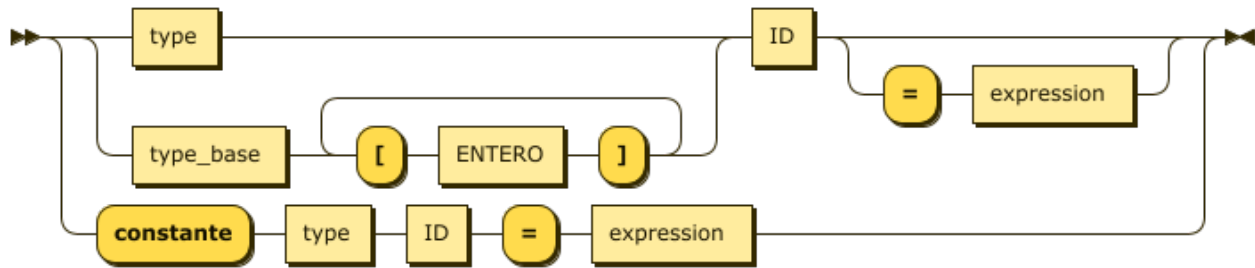 type ID
= expression
type_base [ ENTERO ]
constante type ID = expression